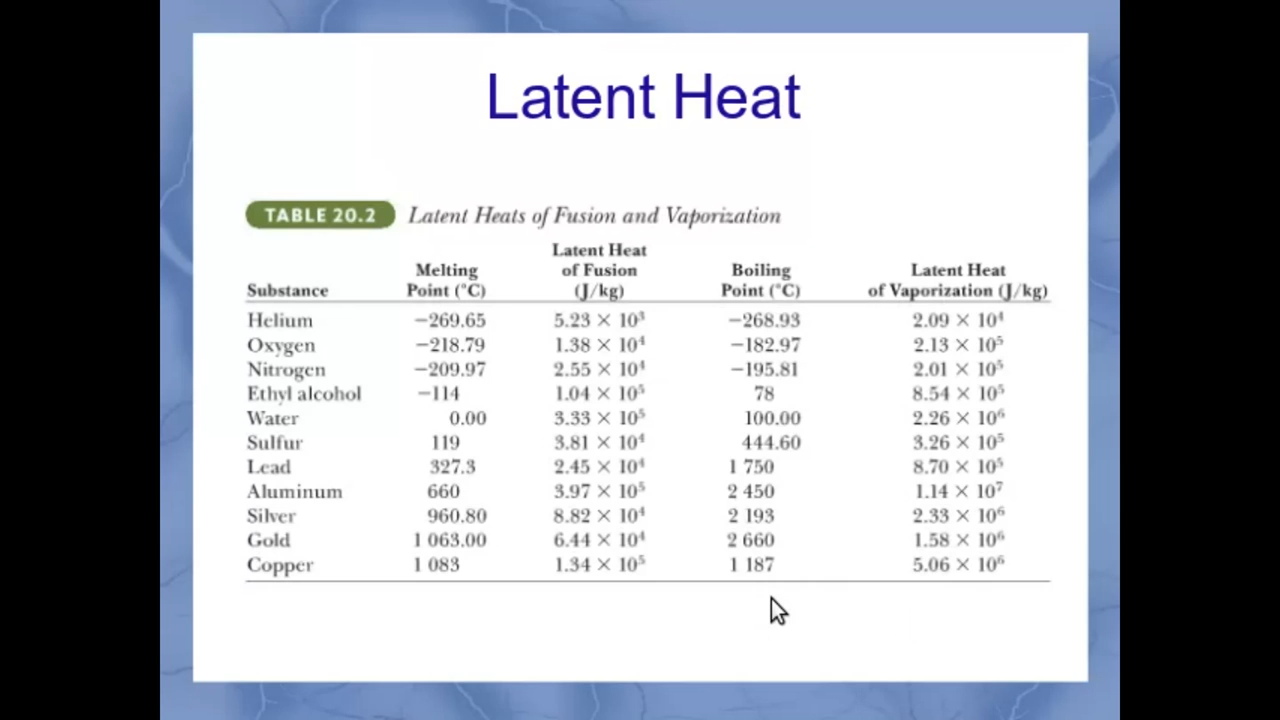 Latent Heat
TABLE 20.2 Latent Heats of Fusion and Vaporization
Latent Heat
Melting of Fusion Boiling Latent Heat
Substance Point (°C) (J/kg) Point (°C) of Vaporization (J/kg)
Helium −269.65 5.23 × 10³ −268.93 2.09 × 10⁴
Oxygen −218.79 1.38 × 10⁴ −182.97 2.13 × 10⁵
Nitrogen −209.97 2.55 × 10⁴ −195.81 2.01 × 10⁵
Ethyl alcohol −114 1.04 × 10⁵ 78 8.54 × 10⁵
Water 0.00 3.33 × 10⁵ 100.00 2.26 × 10⁶
Sulfur 119 3.81 × 10⁴ 444.60 3.26 × 10⁵
Lead 327.3 2.45 × 10⁴ 1 750 8.70 × 10⁵
Aluminum 660 3.97 × 10⁵ 2 450 1.14 × 10⁷
Silver 960.80 8.82 × 10⁴ 2 193 2.33 × 10⁶
Gold 1 063.00 6.44 × 10⁴ 2 660 1.58 × 10⁶
Copper 1 083 1.34 × 10⁵ 1 187 5.06 × 10⁶